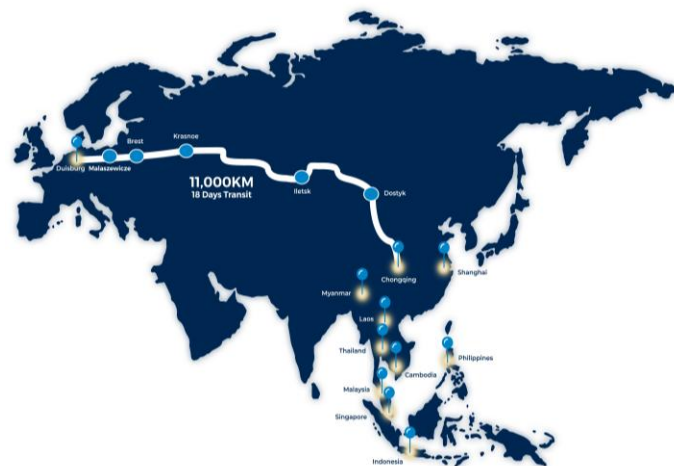 Krasnoe
Brest
Duisburg
Malaszewicze
11,000KM
18 Days Transit
Iletsk
Dostyk
Chongqing
Shanghai
Myanmar
Laos
Thailand
Philippines
Cambodia
Malaysia
Singapore
Indonesia